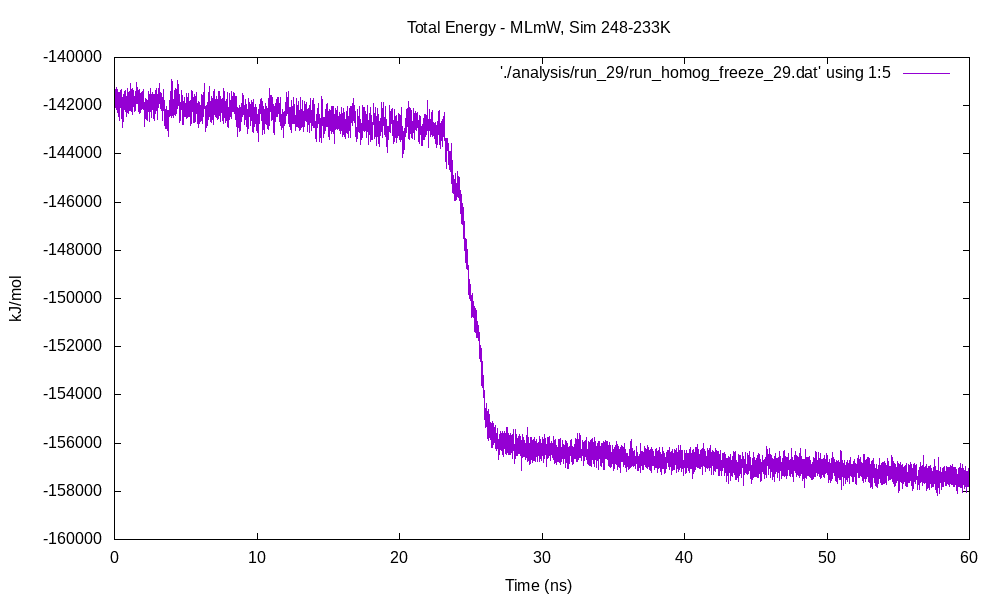 Total Energy - MLmW, Sim 248-233K
'./analysis/run_29/run_homog_freeze_29.dat' using 1:5
-140000
-142000
-144000
-146000
-148000
-150000
-152000
-154000
-156000
-158000
-160000
kJ/mol
0 10 20 30 40 50 60
Time (ns)